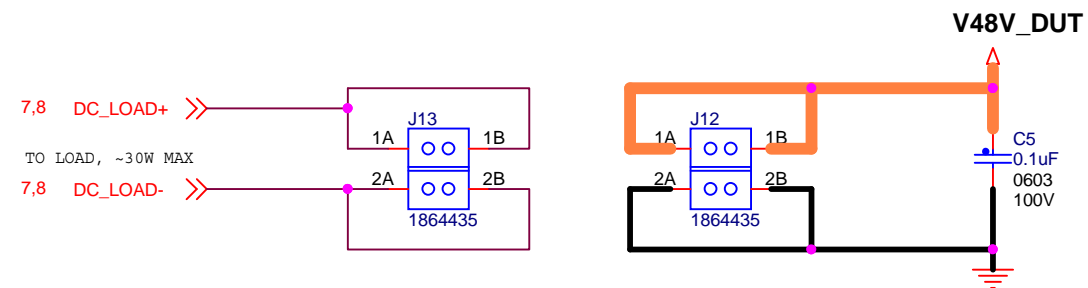 V48V_DUT
7,8 DC_LOAD+
J13
1A 1B
TO LOAD, ~30W MAX
7,8 DC_LOAD-
2A 2B
1864435
J12
1A 1B
2A 2B
1864435
C5
0.1uF
0603
100V